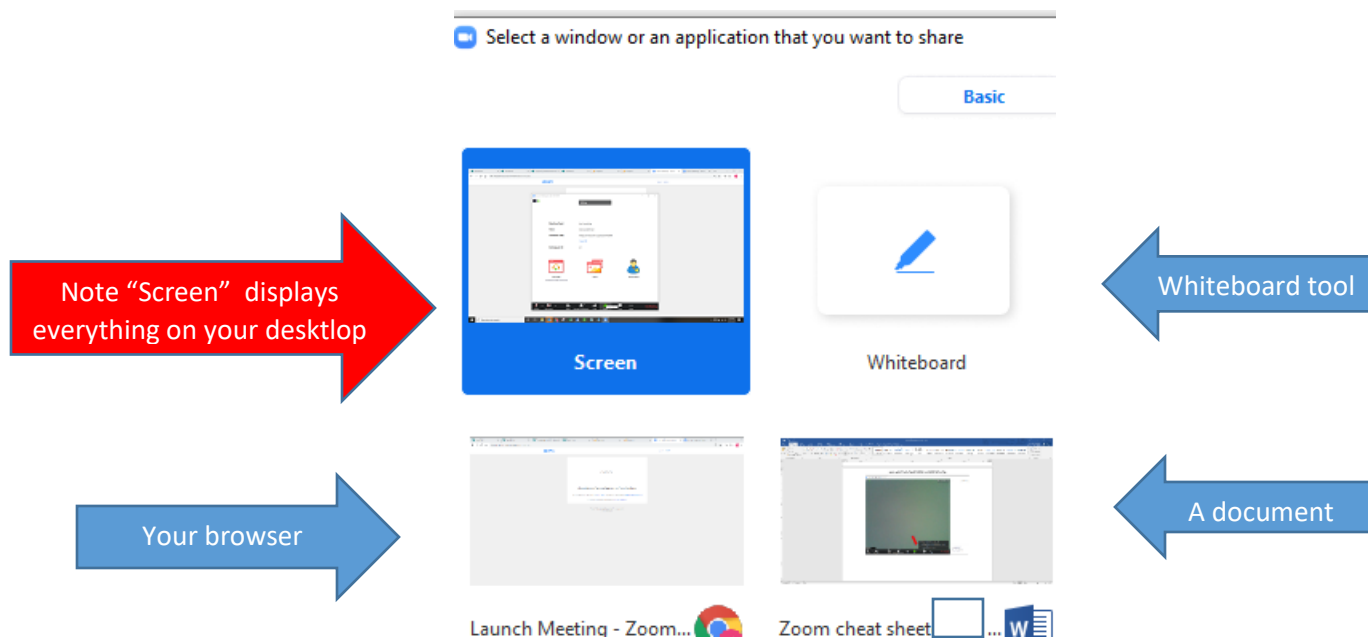 Select a window or an application that you want to share
Basic
Note “Screen” displays
everything on your desktlop
Screen
Whiteboard
Whiteboard tool
Your browser
A document
Launch Meeting - Zoom...
Zoom cheat sheet ...
W